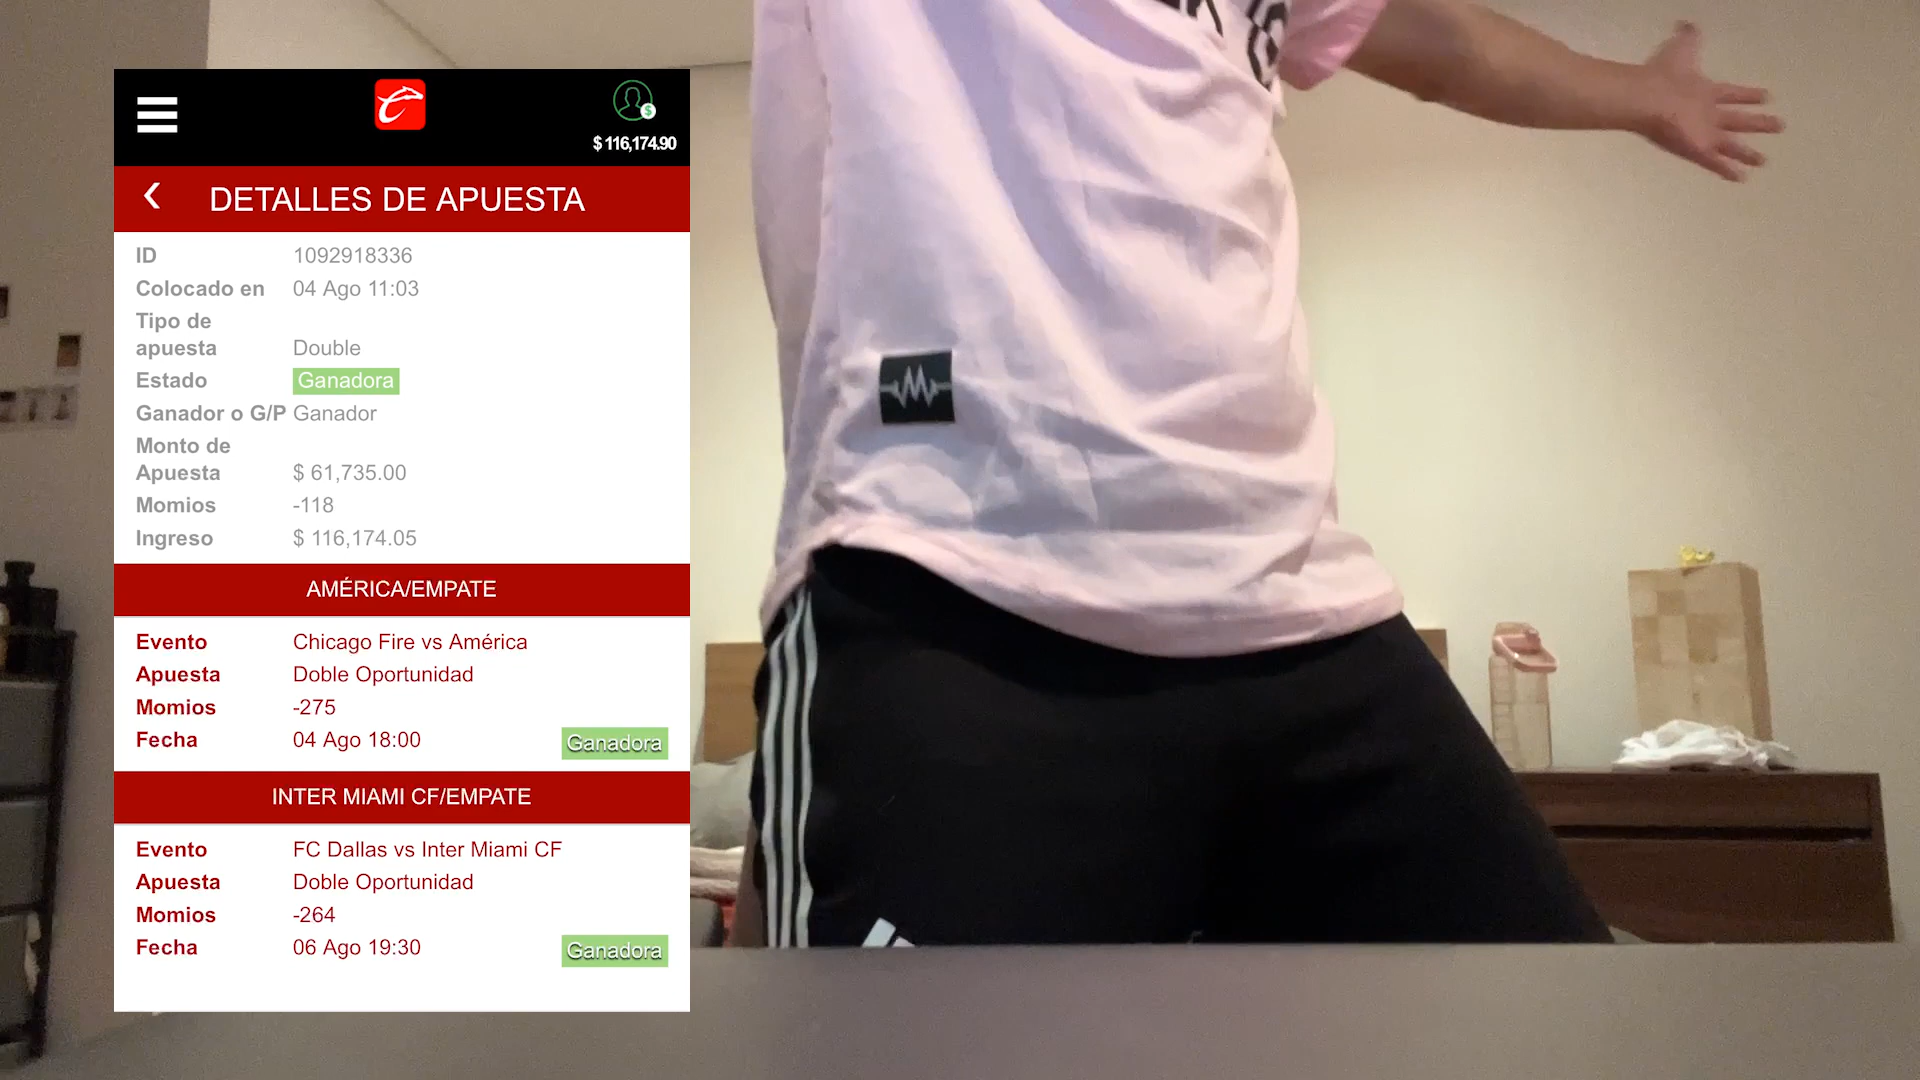 $ 116,174.90
DETALLES DE APUESTA
ID 1092918336
Colocado en 04 Ago 11:03
Tipo de
apuesta Double
Estado Ganadora
Ganador o G/P Ganador
Monto de
Apuesta $ 61,735.00
Momios -118
Ingreso $ 116,174.05
AMÉRICA/EMPATE
Evento Chicago Fire vs América
Apuesta Doble Oportunidad
Momios -275
Fecha 04 Ago 18:00 Ganadora
INTER MIAMI CF/EMPATE
Evento FC Dallas vs Inter Miami CF
Apuesta Doble Oportunidad
Momios -264
Fecha 06 Ago 19:30 Ganadora